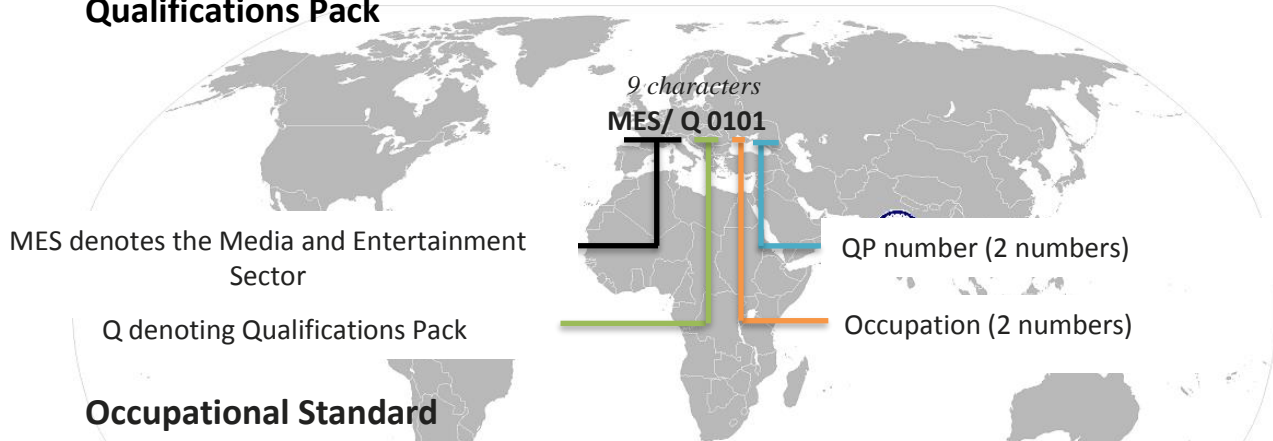 Qualifications Pack
9 characters
MES/ Q 0101
MES denotes the Media and Entertainment
Sector
QP number (2 numbers)
Q denoting Qualifications Pack
Occupation (2 numbers)
Occupational Standard